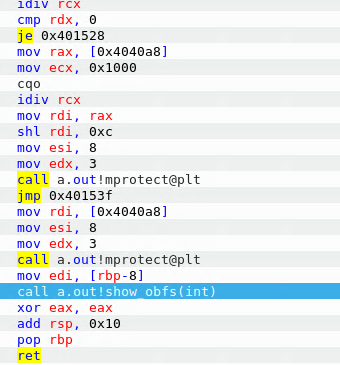 idiv rcx
cmp rdx, 0
je 0x401528
mov rax, [0x4040a8]
mov ecx, 0x1000
cqo
idiv rcx
mov rdi, rax
shl rdi, 0xc
mov esi, 8
mov edx, 3
call a.out!mprotect@plt
jmp 0x40153f
mov rdi, [0x4040a8]
mov esi, 8
mov edx, 3
call a.out!mprotect@plt
mov edi, [rbp-8]
call a.out!show_obfs(int)
xor eax, eax
add rsp, 0x10
pop rbp
ret